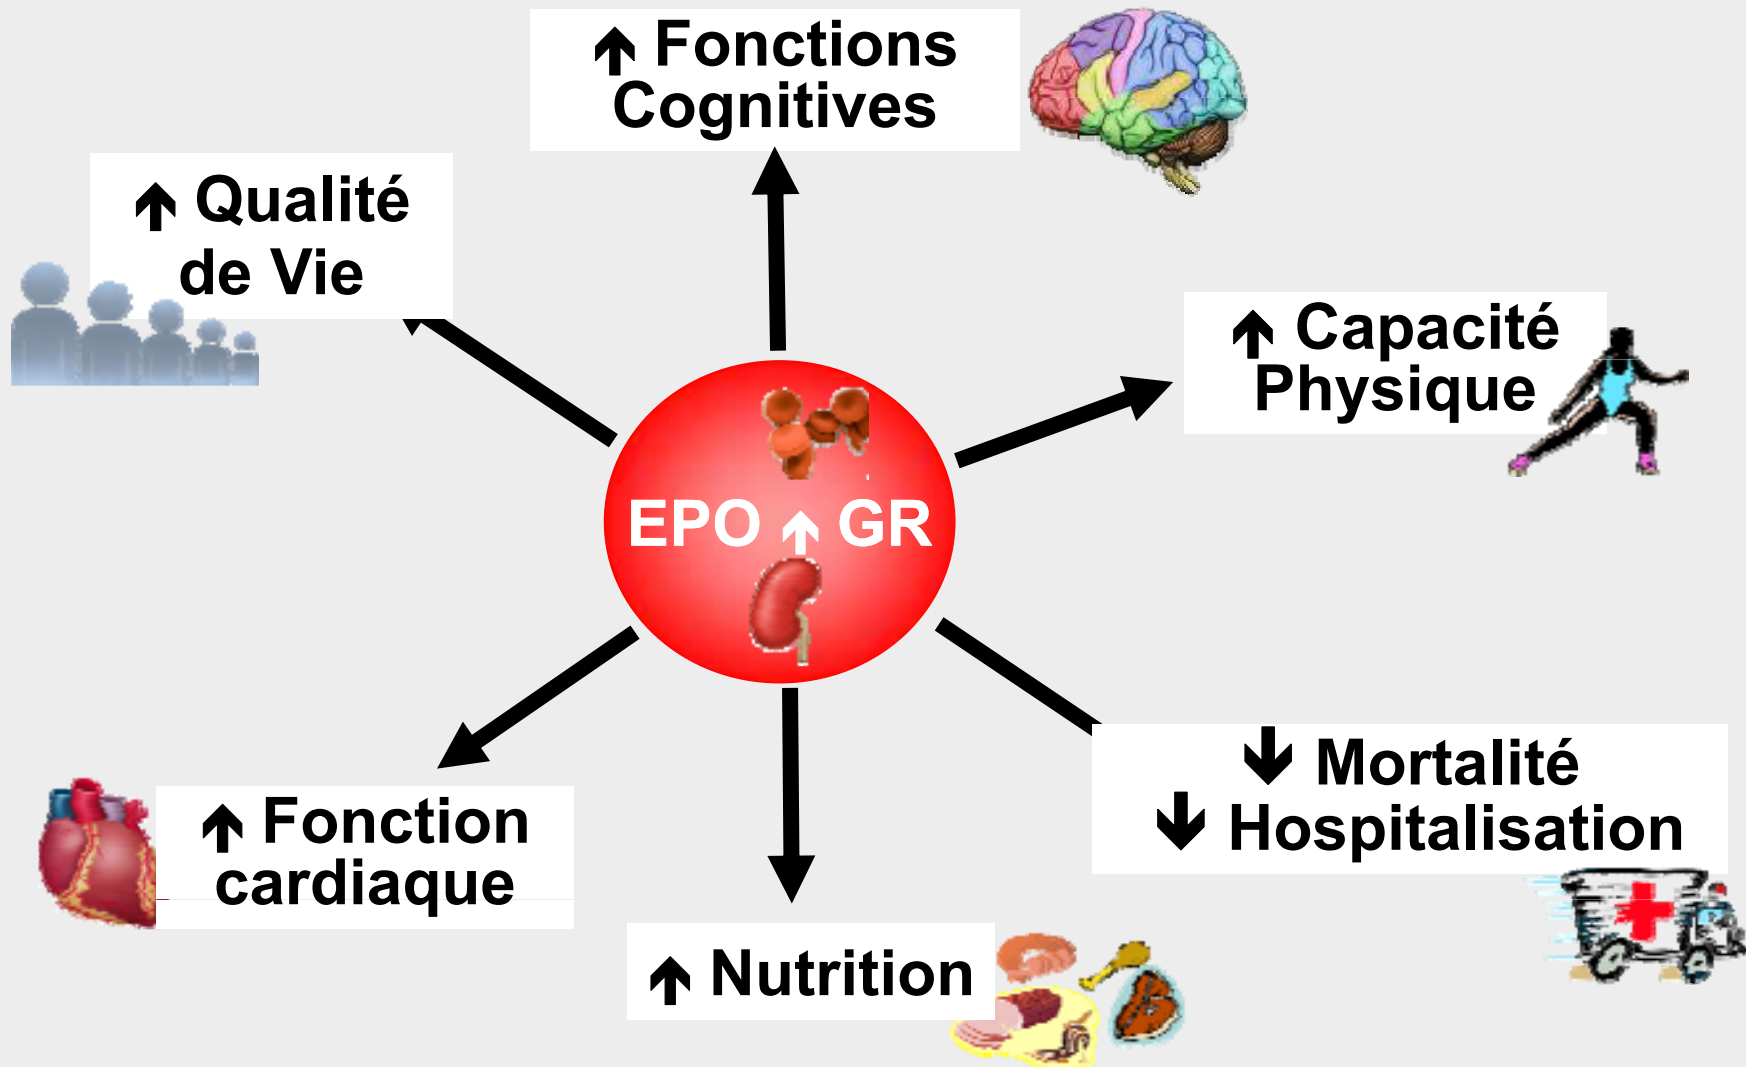 ↑ Fonctions
Cognitives
↑ Qualité
de Vie
↑ Capacité
Physique
EPO ↑ GR
↓ Mortalité
↓ Hospitalisation
↑ Fonction
cardiaque
↑ Nutrition